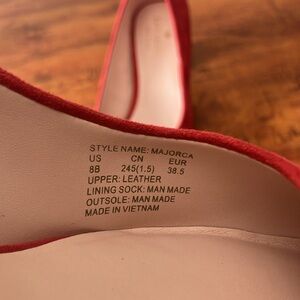 STYLE NAME: MAJORCA
US CN EUR
8B 245(1.5) 38.5
UPPER: LEATHER
LINING SOCK: MAN MADE
OUTSOLE: MAN MADE
MADE IN VIETNAM